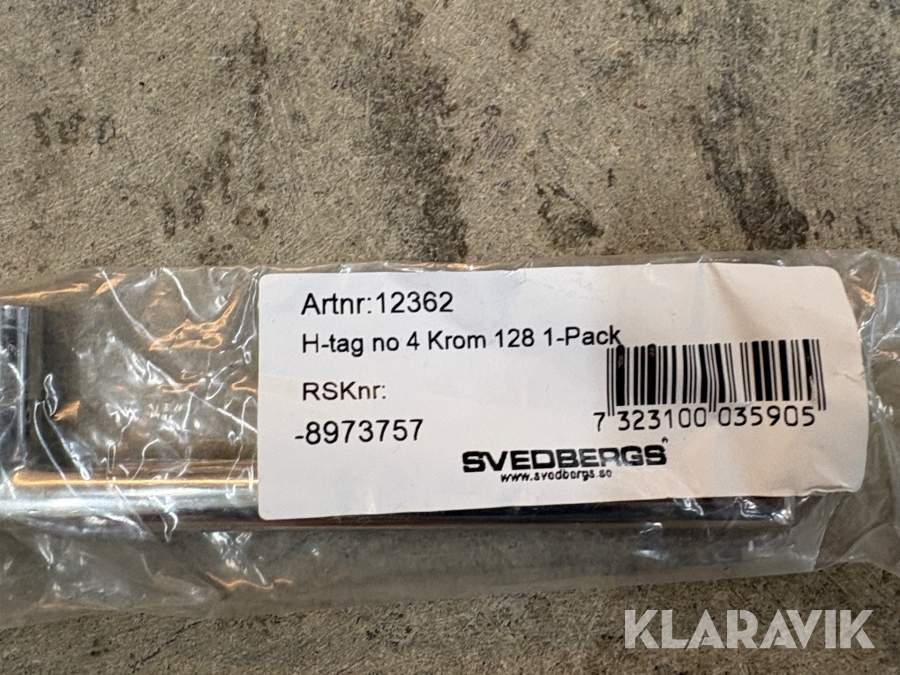 Artnr:12362
H-tag no 4 Krom 128 1-Pack
RSKnr:
-8973757
7 323100 035905
SVEDBERGS
www.svedbergs.se
KLARAVIK